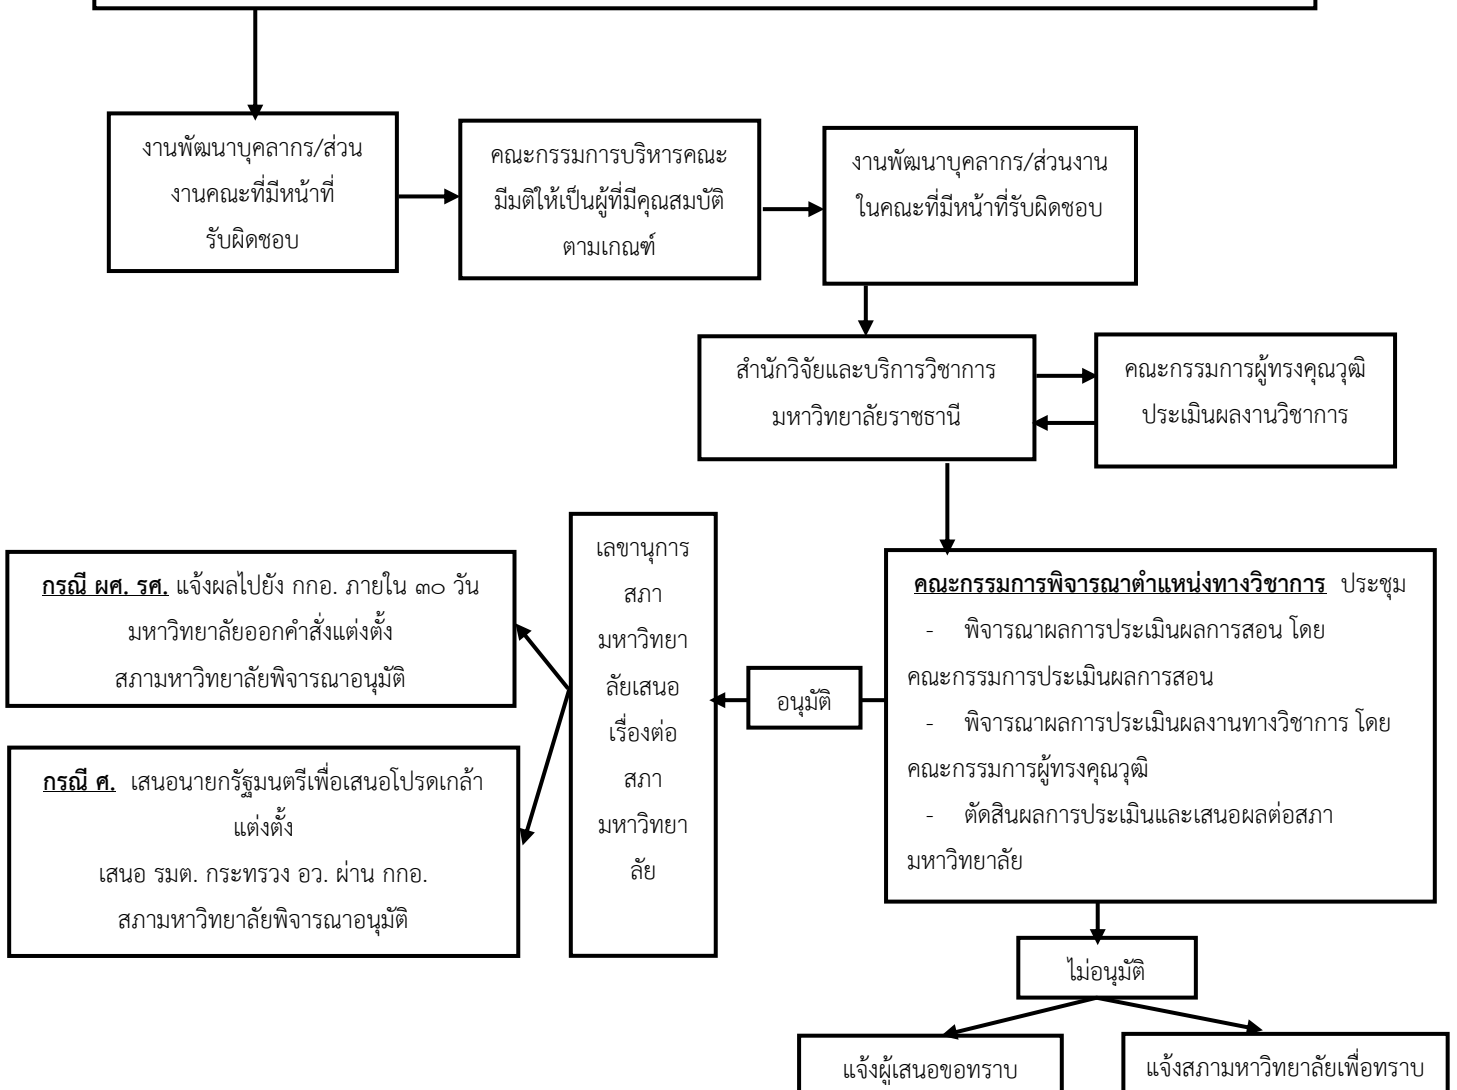 งานพัฒนาบุคลากร/ส่วน
งานคณะที่มีหน้าที่
รับผิดชอบ
คณะกรรมการบริหารคณะ
มีมติให้เป็นผู้ที่มีคุณสมบัติ
ตามเกณฑ์
งานพัฒนาบุคลากร/ส่วนงาน
ในคณะที่มีหน้าที่รับผิดชอบ
สำนักวิจัยและบริการวิชาการ
มหาวิทยาลัยราชธานี
คณะกรรมการผู้ทรงคุณวุฒิ
ประเมินผลงานวิชาการ
คณะกรรมการพิจารณาตำแหน่งทางวิชาการ ประชุม
- พิจารณาผลการประเมินผลการสอน โดย
คณะกรรมการประเมินผลการสอน
- พิจารณาผลการประเมินผลงานทางวิชาการ โดย
คณะกรรมการผู้ทรงคุณวุฒิ
- ตัดสินผลการประเมินและเสนอผลต่อสภา
มหาวิทยาลัย
อนุมัติ
เลขานุการ
สภา
มหาวิทยา
ลัยเสนอ
เรื่องต่อ
สภา
มหาวิทยา
ลัย
กรณี ผศ. รศ. แจ้งผลไปยัง กกอ. ภายใน ๓๐ วัน
มหาวิทยาลัยออกคำสั่งแต่งตั้ง
สภามหาวิทยาลัยพิจารณาอนุมัติ
กรณี ศ. เสนอนายกรัฐมนตรีเพื่อเสนอโปรดเกล้า
แต่งตั้ง
เสนอ รมต. กระทรวง อว. ผ่าน กกอ.
สภามหาวิทยาลัยพิจารณาอนุมัติ
ไม่อนุมัติ
แจ้งผู้เสนอขอทราบ
แจ้งสภามหาวิทยาลัยเพื่อทราบ